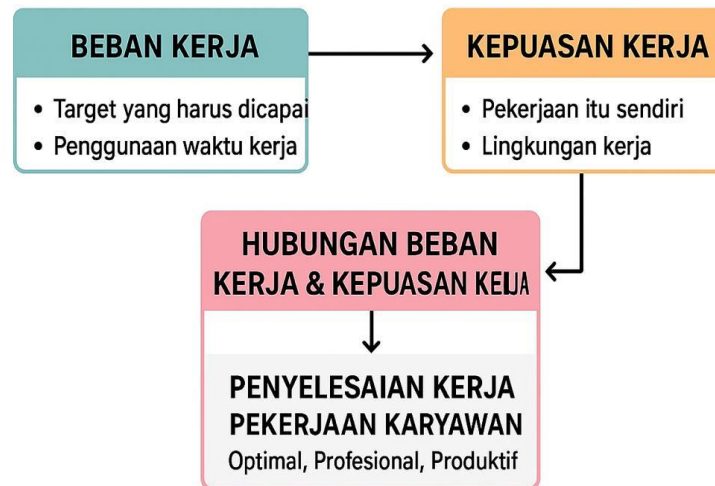 BEBAN KERJA
• Target yang harus dicapai
• Penggunaan waktu kerja
KEPUASAN KERJA
• Pekerjaan itu sendiri
• Lingkungan kerja
HUBUNGAN BEBAN
KERJA & KEPUASAN KEIJA
PENYELESAIAN KERJA
PEKERJAAN KARYAWAN
Optimal, Profesional, Produktif